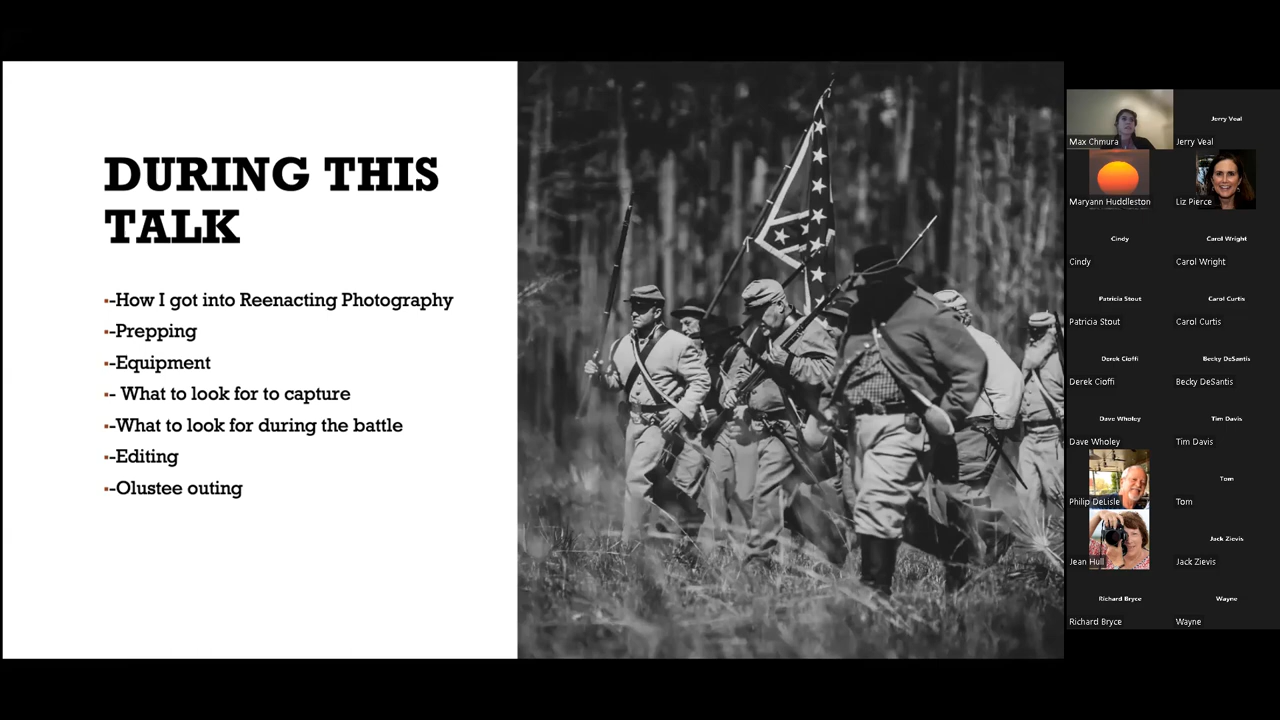 DURING THIS
TALK
-How I got into Reenacting Photography
-Prepping
-Equipment
- What to look for to capture
-What to look for during the battle
-Editing
-Olustee outing
Max Chmura
Jerry Veal
Jerry Veal
Maryann Huddleston
Liz Pierce
Cindy
Cindy
Carol Wright
Carol Wright
Patricia Stout
Patricia Stout
Carol Curtis
Carol Curtis
Derek Cioffi
Derek Cioffi
Becky DeSantis
Becky DeSantis
Dave Wholey
Dave Wholey
Tim Davis
Tim Davis
Philip DeLisle
Tom
Tom
Jean Hull
Jack Zievis
Jack Zievis
Richard Bryce
Richard Bryce
Wayne
Wayne